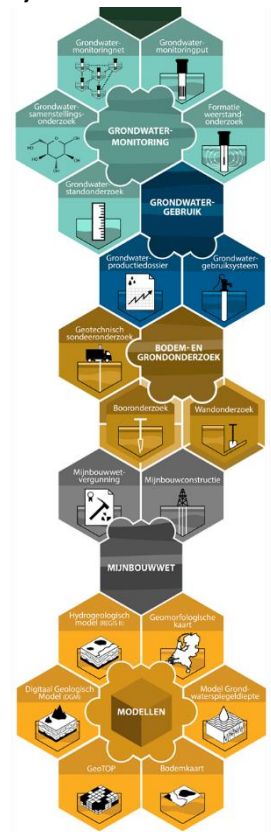 Grondwater-
monitoringnet
Grondwater-
monitoringput
Grondwater-
samenstellings-
onderzoek
GRONDWATER-
MONITORING
Formatie
weerstand-
onderzoek
Grondwater-
standonderzoek
GRONDWATER-
GEBRUIK
Grondwater-
productiedossier
Grondwater-
gebruiksysteem
Geotechnisch
sondeeronderzoek
BODEM- EN
GRONDONDERZOEK
Booronderzoek
Wandonderzoek
Mijnbouwwet-
vergunning
Mijnbouwconstructie
MIJNBOUWWET
Hydrogeologisch
model (REGIS II)
Geomorfologische
kaart
Digitaal Geologisch
Model (DGM)
MODELLEN
Model Grond-
waterspiegeldiepte
GeoTOP
Bodemkaart